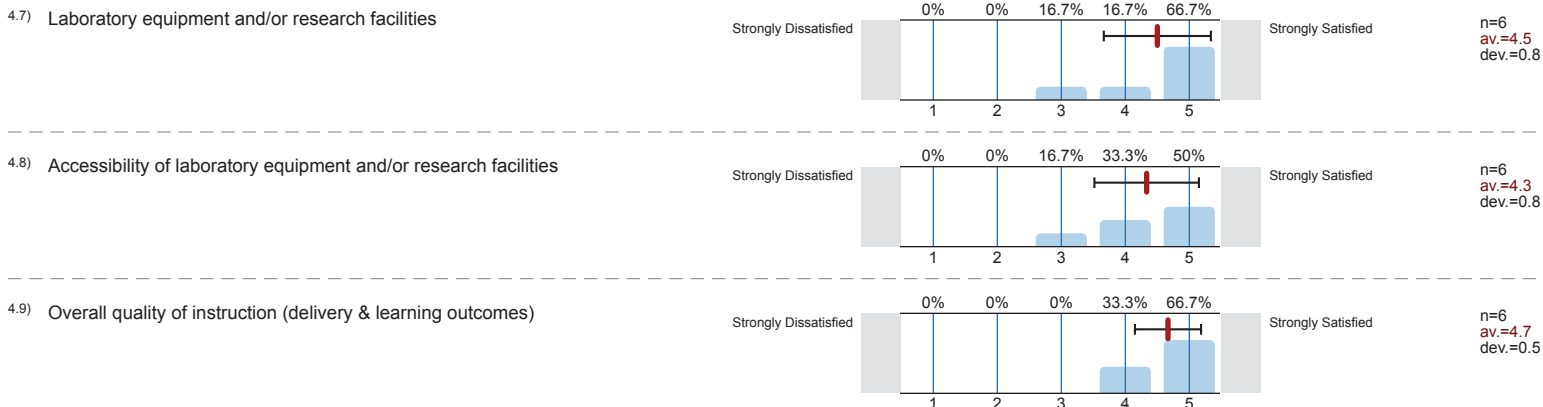 4.7) Laboratory equipment and/or research facilities
0% 0% 16.7% 16.7% 66.7%
Strongly Dissatisfied
Strongly Satisfied
n=6
av.=4.5
dev.=0.8
1 2 3 4 5
4.8) Accessibility of laboratory equipment and/or research facilities
0% 0% 16.7% 33.3% 50%
Strongly Dissatisfied
Strongly Satisfied
n=6
av.=4.3
dev.=0.8
1 2 3 4 5
4.9) Overall quality of instruction (delivery & learning outcomes)
0% 0% 0% 33.3% 66.7%
Strongly Dissatisfied
Strongly Satisfied
n=6
av.=4.7
dev.=0.5
1 2 3 4 5